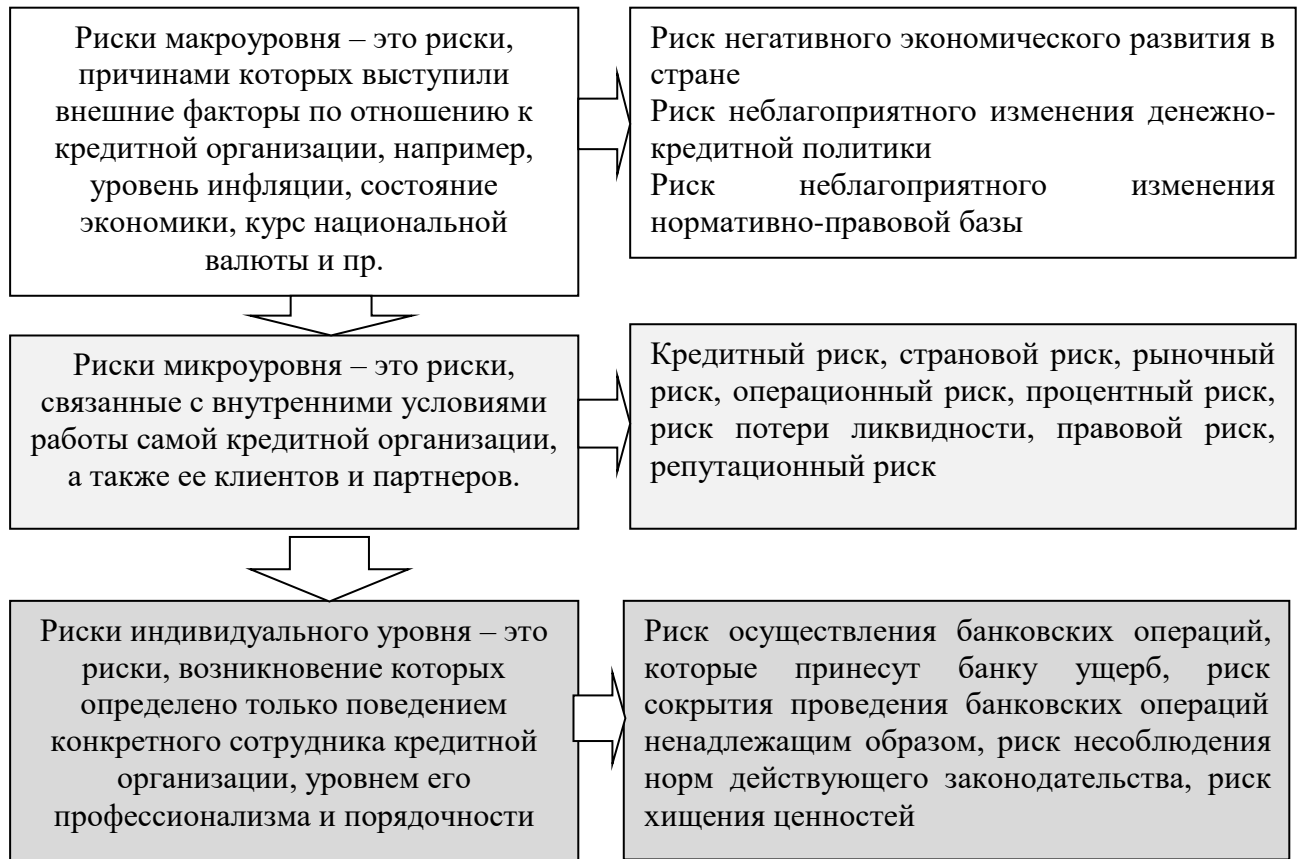 Риски макроуровня – это риски,
причинами которых выступили
внешние факторы по отношению к
кредитной организации, например,
уровень инфляции, состояние
экономики, курс национальной
валюты и пр.
Риск негативного экономического развития в
стране
Риск неблагоприятного изменения денежно-
кредитной политики
Риск неблагоприятного изменения
нормативно-правовой базы
Риски микроуровня – это риски,
связанные с внутренними условиями
работы самой кредитной организации,
а также ее клиентов и партнеров.
Кредитный риск, страновой риск, рыночный
риск, операционный риск, процентный риск,
риск потери ликвидности, правовой риск,
репутационный риск
Риски индивидуального уровня – это
риски, возникновение которых
определено только поведением
конкретного сотрудника кредитной
организации, уровнем его
профессионализма и порядочности
Риск осуществления банковских операций,
которые принесут банку ущерб, риск
сокрытия проведения банковских операций
ненадлежащим образом, риск несоблюдения
норм действующего законодательства, риск
хищения ценностей